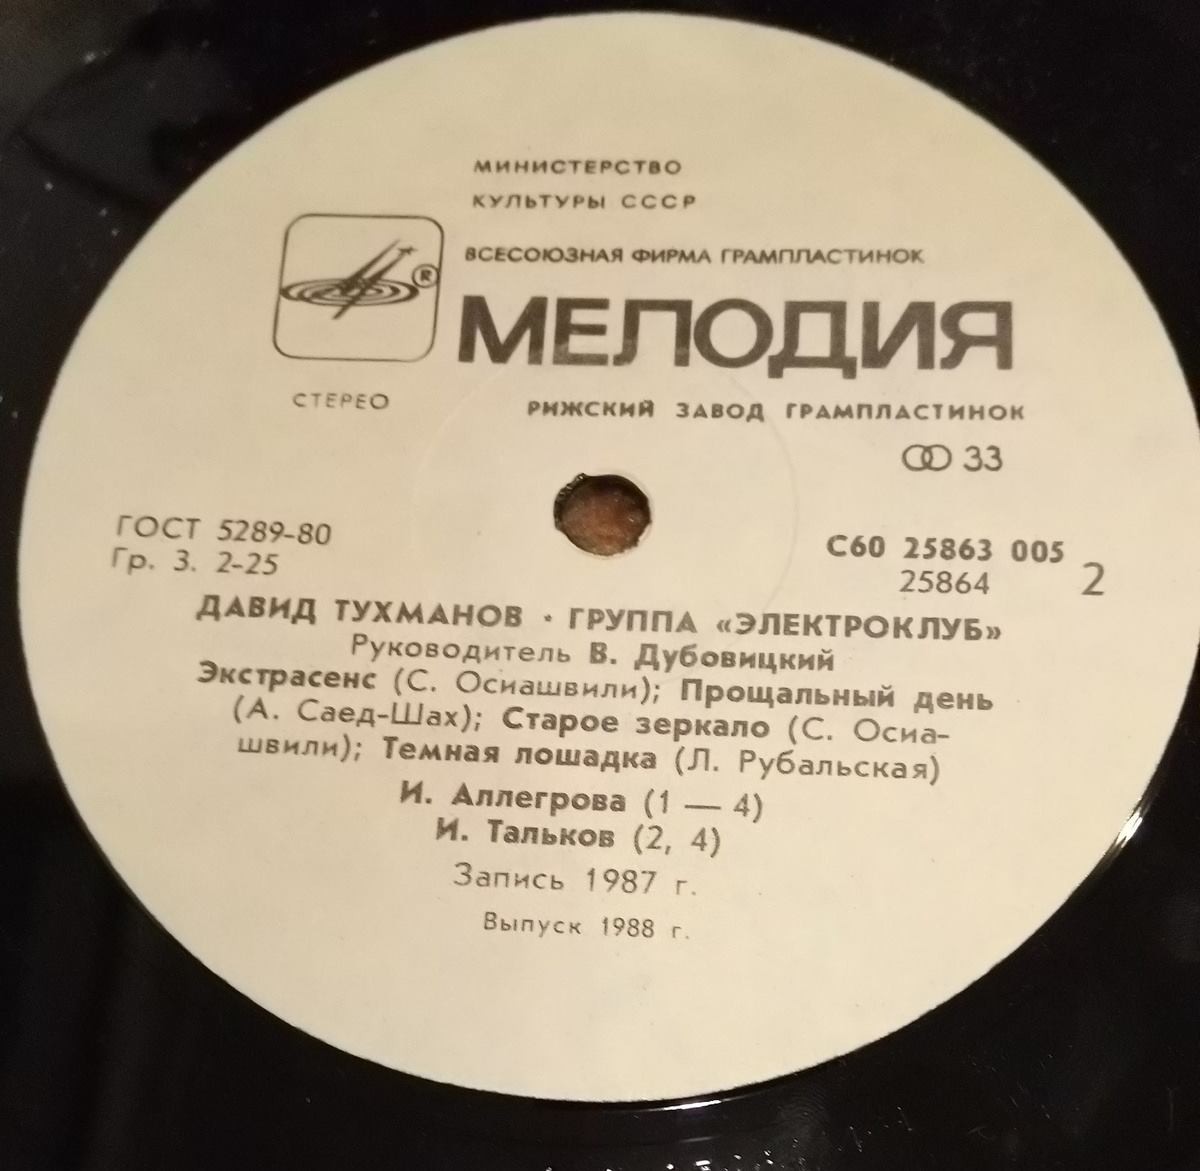 МИНИСТЕРСТВО
КУЛЬТУРЫ СССР
ВСЕСОЮЗНАЯ ФИРМА ГРАМПЛАСТИНОК
®
МЕЛОДИЯ
СТЕРЕО
РИЖСКИЙ ЗАВОД ГРАМПЛАСТИНОК
33
ГОСТ 5289-80
Гр. 3. 2-25
С60 25863 005
25864
2
ДАВИД ТУХМАНОВ · ГРУППА «ЭЛЕКТРОКЛУБ»
Руководитель В. Дубовицкий
Экстрасенс (С. Осиашвили); Прощальный день
(А. Саед-Шах); Старое зеркало (С. Осиа-
швили); Темная лошадка (Л. Рубальская)
И. Аллегрова (1 — 4)
И. Тальков (2, 4)
Запись 1987 г.
Выпуск 1988 г.